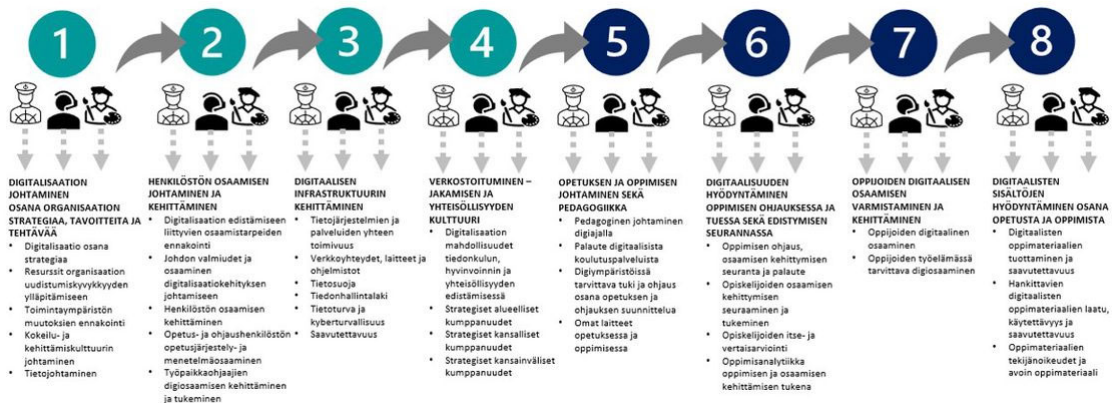 1
2
3
4
5
6
7
8
DIGITALISAATION
JOHTAMINEN
OSANA ORGANISAATION
STRATEGIAA, TAVOITTEITA JA
TEHTÄVÄÄ
• Digitalisaatio osana
strategiaa
• Resurssit organisaation
uudistumiskyvykkyyden
ylläpitämiseen
• Toimintaympäristön
muutoksien ennakointi
• Kokeilu- ja
kehittämiskulttuurin
johtaminen
• Tietojohtaminen
HENKILÖSTÖN OSAAMISEN
JOHTAMINEN JA
KEHITTÄMINEN
• Digitalisaation edistämiseen
liittyvien osaamistarpeiden
ennakointi
• Johdon valmiudet ja
osaaminen
digitalisaatiokehityksen
johtamiseen
• Henkilöstön osaamisen
kehittäminen
• Opetus- ja ohjaushenkilöstön
opetusjärjestely- ja
menetelmäosaaminen
• Työpaikkaohjaajien
digiosaamisen kehittäminen
ja tukeminen
DIGITAALISEN
INFRASTRUKTUURIN
KEHITTÄMINEN
• Tietojärjestelmien ja
palveluiden yhteen
toimivuus
• Verkkoyhteydet, laitteet ja
ohjelmistot
• Tietosuoja
• Tiedonhallintalaki
• Tietoturva ja
kyberturvallisuus
• Saavutettavuus
VERKOSTOITUMINEN –
JAKAMISEN JA
YHTEISÖLLISYYDEN
KULTTUURI
• Digitalisaation
mahdollisuudet
tiedonkulun,
hyvinvoinnin ja
yhteisöllisyyden
edistämisessä
• Strategiset alueelliset
kumppanuudet
• Strategiset kansalliset
kumppanuudet
• Strategiset kansainväliset
kumppanuudet
OPETUKSEN JA OPPIMISEN
JOHTAMINEN SEKÄ
PEDAGOGIIKKA
• Pedagoginen johtaminen
digiajalla
• Palaute digitaalisista
koulutuspalveluista
• Digiympäristöissä
tarvittava tuki ja ohjaus
osana opetuksen ja
ohjauksen suunnittelua
• Omat laitteet
opetuksessa ja
oppimisessa
DIGITAALISUUDEN
HYÖDYNTÄMINEN
OPPIMISEN OHJAUKSESSA JA
TUESSA SEKÄ EDISTYMISEN
SEURANNASSA
• Oppimisen ohjaus,
osaamisen kehittymisen
seuranta ja palaute
• Opiskelijoiden osaamisen
kehittymisen
seuraaminen ja
tukeminen
• Opiskelijoiden itse- ja
vertaisarviointi
• Oppimisanalytiikka
oppimisen ja osaamisen
kehittämisen tukena
OPPIJOIDEN DIGITAALISEN
OSAAMISEN
VARMISTAMINEN JA
KEHITTÄMINEN
• Oppijoiden digitaalinen
osaaminen
• Oppijoiden työelämässä
tarvittava digiosaaminen
DIGITAALISTEN
SISÄLTÖJEN
HYÖDYNTÄMINEN OSANA
OPETUSTA JA OPPIMISTA
• Digitaalisten
oppimateriaalien
tuottaminen ja
saavutettavuus
• Hankittavien
digitaalisten
oppimateriaalien laatu,
käytettävyys ja
saavutettavuus
• Oppimateriaalien
tekijänoikeudet ja
avoin oppimateriaali